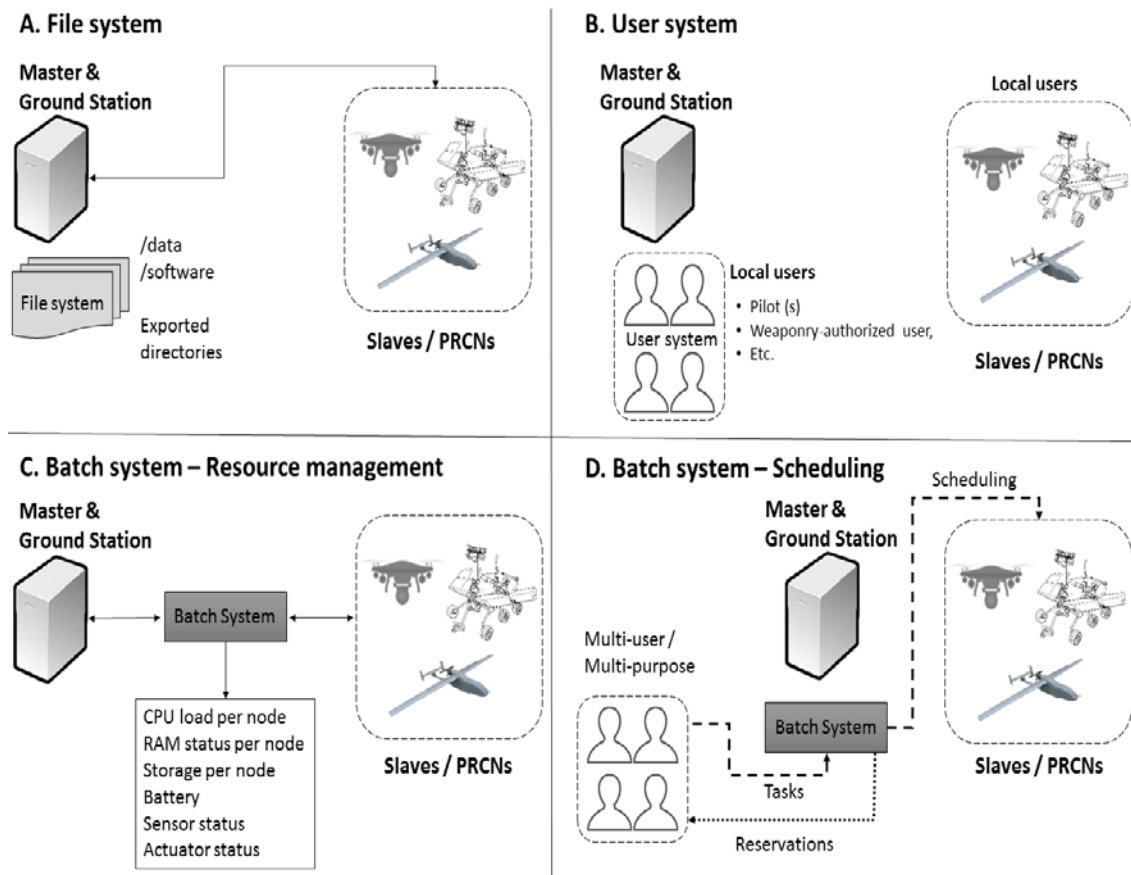 A. File system
Master &
Ground Station
/data
/software
File system
Exported
directories
Slaves / PRCNs
B. User system
Master &
Ground Station
Local users
Local users
• Pilot (s)
• Weaponry-authorized user,
• Etc.
User system
Slaves / PRCNs
C. Batch system – Resource management
Master &
Ground Station
Batch System
CPU load per node
RAM status per node
Storage per node
Battery
Sensor status
Actuator status
Slaves / PRCNs
D. Batch system – Scheduling
Scheduling
Master &
Ground Station
Multi-user /
Multi-purpose
Batch System
Tasks
Reservations
Slaves / PRCNs